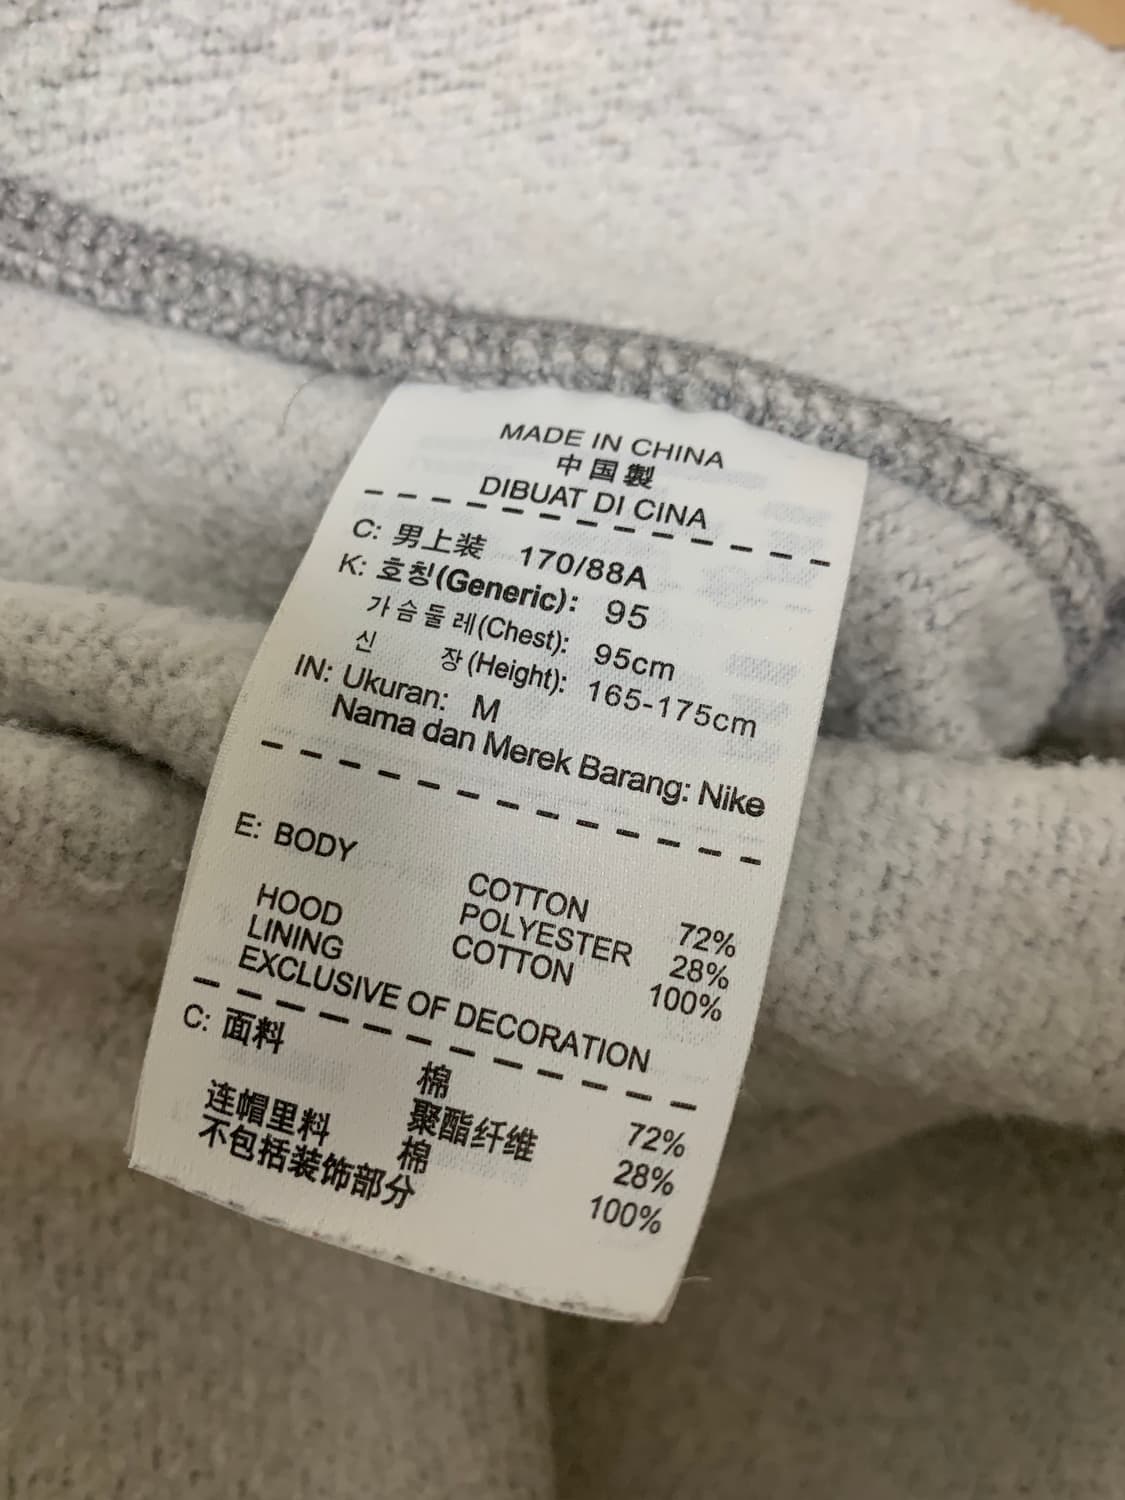 MADE IN CHINA
中国製
DIBUAT DI CINA
C: 男上装 170/88A
K: 호칭(Generic): 95
가슴둘레(Chest): 95cm
신 장(Height): 165-175cm
IN: Ukuran: M
Nama dan Merek Barang: Nike
E: BODY COTTON 72%
POLYESTER 28%
HOOD LINING COTTON 100%
EXCLUSIVE OF DECORATION
C: 面料 棉 72%
聚酯纤维 28%
连帽里料 棉 100%
不包括装饰部分